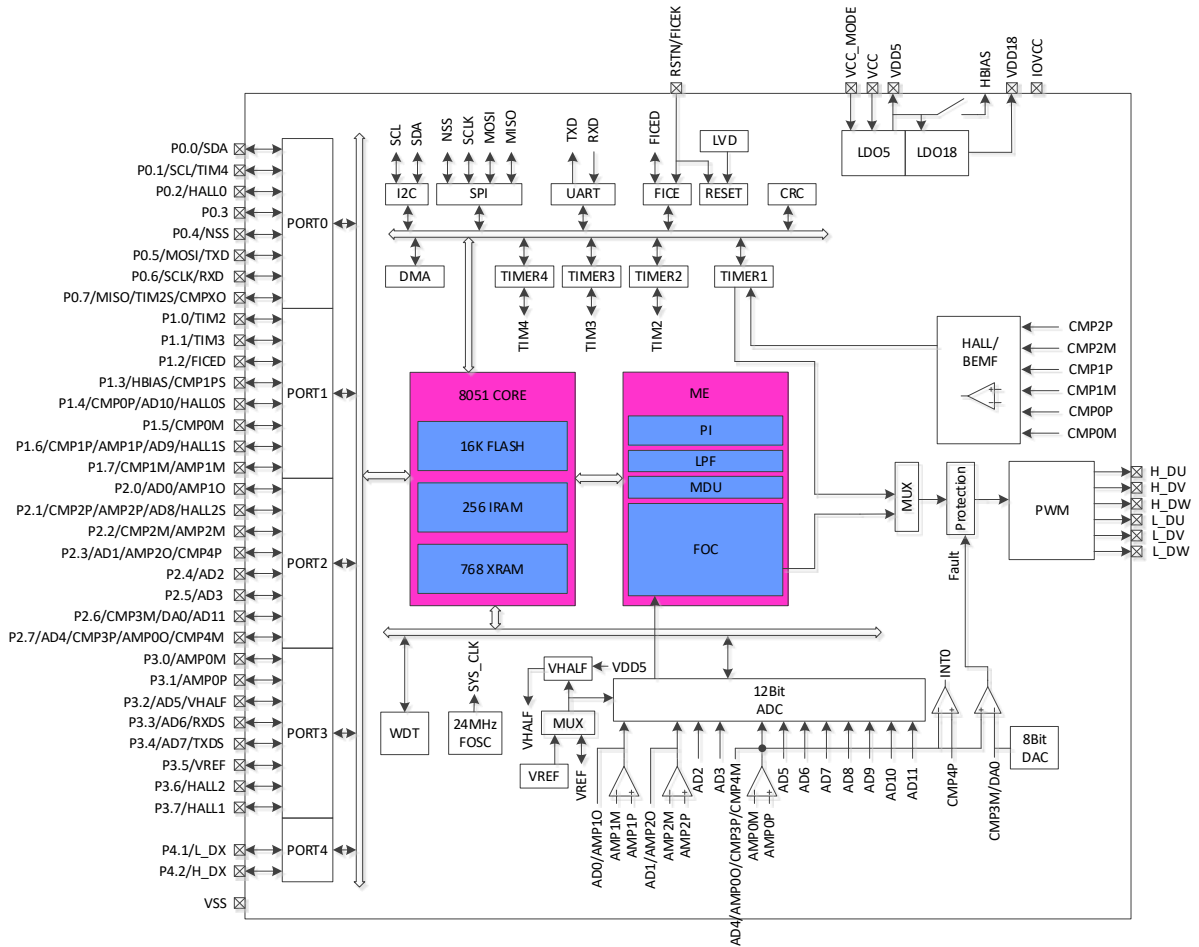 RSTN/FICEK
VCC_MODE
VCC
VDD5
HBIAS
VDD18
IOVCC
P0.0/SDA
P0.1/SCL/TIM4
P0.2/HALL0
P0.3
P0.4/NSS
P0.5/MOSI/TXD
P0.6/SCLK/RXD
P0.7/MISO/TIM2S/CMPXO
P1.0/TIM2
P1.1/TIM3
P1.2/FICED
P1.3/HBIAS/CMP1PS
P1.4/CMP0P/AD10/HALL0S
P1.5/CMP0M
P1.6/CMP1P/AMP1P/AD9/HALL1S
P1.7/CMP1M/AMP1M
P2.0/AD0/AMP1O
P2.1/CMP2P/AMP2P/AD8/HALL2S
P2.2/CMP2M/AMP2M
P2.3/AD1/AMP2O/CMP4P
P2.4/AD2
P2.5/AD3
P2.6/CMP3M/DA0/AD11
P2.7/AD4/CMP3P/AMP0O/CMP4M
P3.0/AMP0M
P3.1/AMP0P
P3.2/AD5/VHALF
P3.3/AD6/RXDS
P3.4/AD7/TXDS
P3.5/VREF
P3.6/HALL2
P3.7/HALL1
P4.1/L_DX
P4.2/H_DX
VSS
PORT0
PORT1
PORT2
PORT3
PORT4
SCL
SDA
NSS
SCLK
MOSI
MISO
TXD
RXD
FICED
LVD
I2C
SPI
UART
FICE
RESET
CRC
LDO5
LDO18
DMA
TIMER4
TIMER3
TIMER2
TIMER1
TIM4
TIM3
TIM2
HALL/
BEMF
CMP2P
CMP2M
CMP1P
CMP1M
CMP0P
CMP0M
8051 CORE
16K FLASH
256 IRAM
768 XRAM
ME
PI
LPF
MDU
FOC
MUX
Protection
Fault
PWM
H_DU
H_DV
H_DW
L_DU
L_DV
L_DW
WDT
SYS_CLK
24MHz
FOSC
VHALF
VDD5
VHALF
MUX
VREF
VREF
12Bit
ADC
INT0
8Bit
DAC
AD0/AMP1O
AMP1M
AMP1P
AD1/AMP2O
AMP2M
AMP2P
AD2
AD3
AD4/AMP0O/CMP3P/CMP4M
AMP0M
AMP0P
AD5
AD6
AD7
AD8
AD9
AD10
AD11
CMP4P
CMP3M/DA0